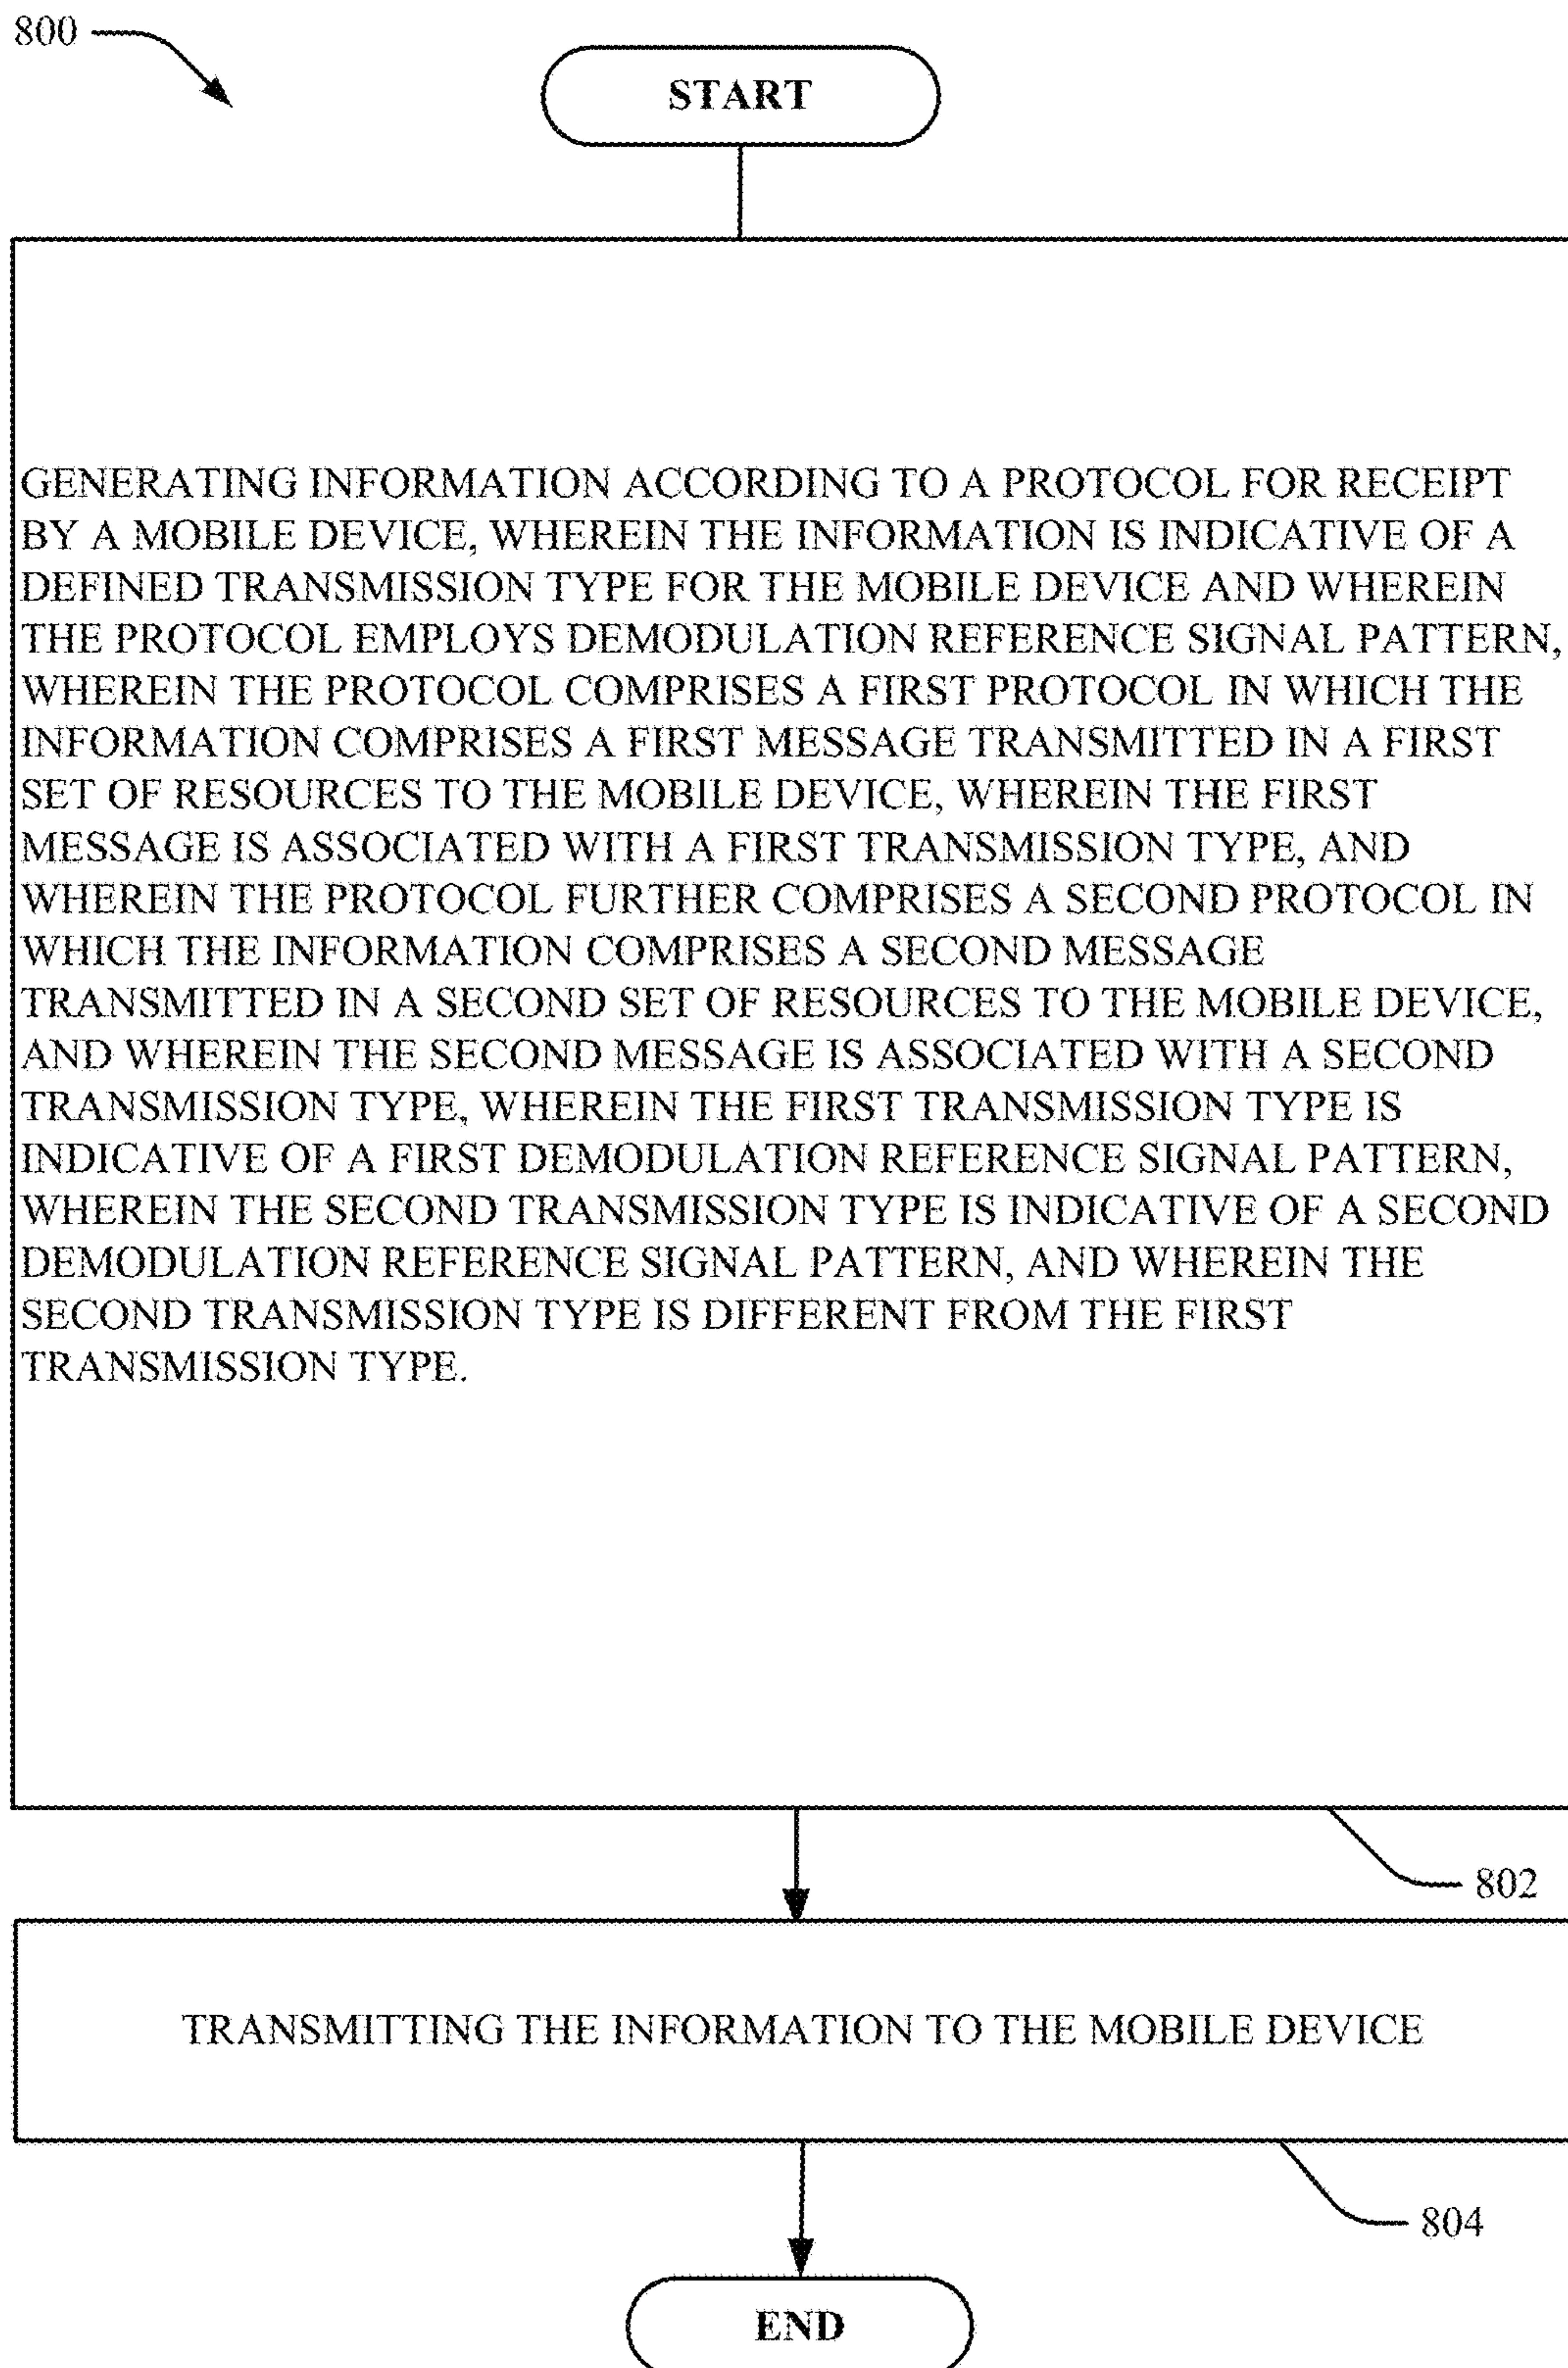 800
START
GENERATING INFORMATION ACCORDING TO A PROTOCOL FOR RECEIPT
BY A MOBILE DEVICE, WHEREIN THE INFORMATION IS INDICATIVE OF A
DEFINED TRANSMISSION TYPE FOR THE MOBILE DEVICE AND WHEREIN
THE PROTOCOL EMPLOYS DEMODULATION REFERENCE SIGNAL PATTERN,
WHEREIN THE PROTOCOL COMPRISES A FIRST PROTOCOL IN WHICH THE
INFORMATION COMPRISES A FIRST MESSAGE TRANSMITTED IN A FIRST
SET OF RESOURCES TO THE MOBILE DEVICE, WHEREIN THE FIRST
MESSAGE IS ASSOCIATED WITH A FIRST TRANSMISSION TYPE, AND
WHEREIN THE PROTOCOL FURTHER COMPRISES A SECOND PROTOCOL IN
WHICH THE INFORMATION COMPRISES A SECOND MESSAGE
TRANSMITTED IN A SECOND SET OF RESOURCES TO THE MOBILE DEVICE,
AND WHEREIN THE SECOND MESSAGE IS ASSOCIATED WITH A SECOND
TRANSMISSION TYPE, WHEREIN THE FIRST TRANSMISSION TYPE IS
INDICATIVE OF A FIRST DEMODULATION REFERENCE SIGNAL PATTERN,
WHEREIN THE SECOND TRANSMISSION TYPE IS INDICATIVE OF A SECOND
DEMODULATION REFERENCE SIGNAL PATTERN, AND WHEREIN THE
SECOND TRANSMISSION TYPE IS DIFFERENT FROM THE FIRST
TRANSMISSION TYPE.
802
TRANSMITTING THE INFORMATION TO THE MOBILE DEVICE
804
END